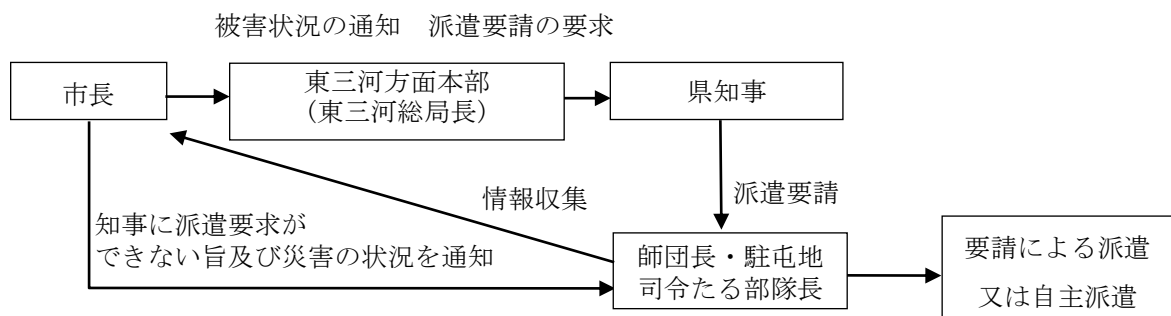 被害状況の通知　派遣要請の要求
市長
東三河方面本部
(東三河総局長)
県知事
情報収集
派遣要請
知事に派遣要求が
できない旨及び災害の状況を通知
師団長・駐屯地
司令たる部隊長
要請による派遣
又は自主派遣